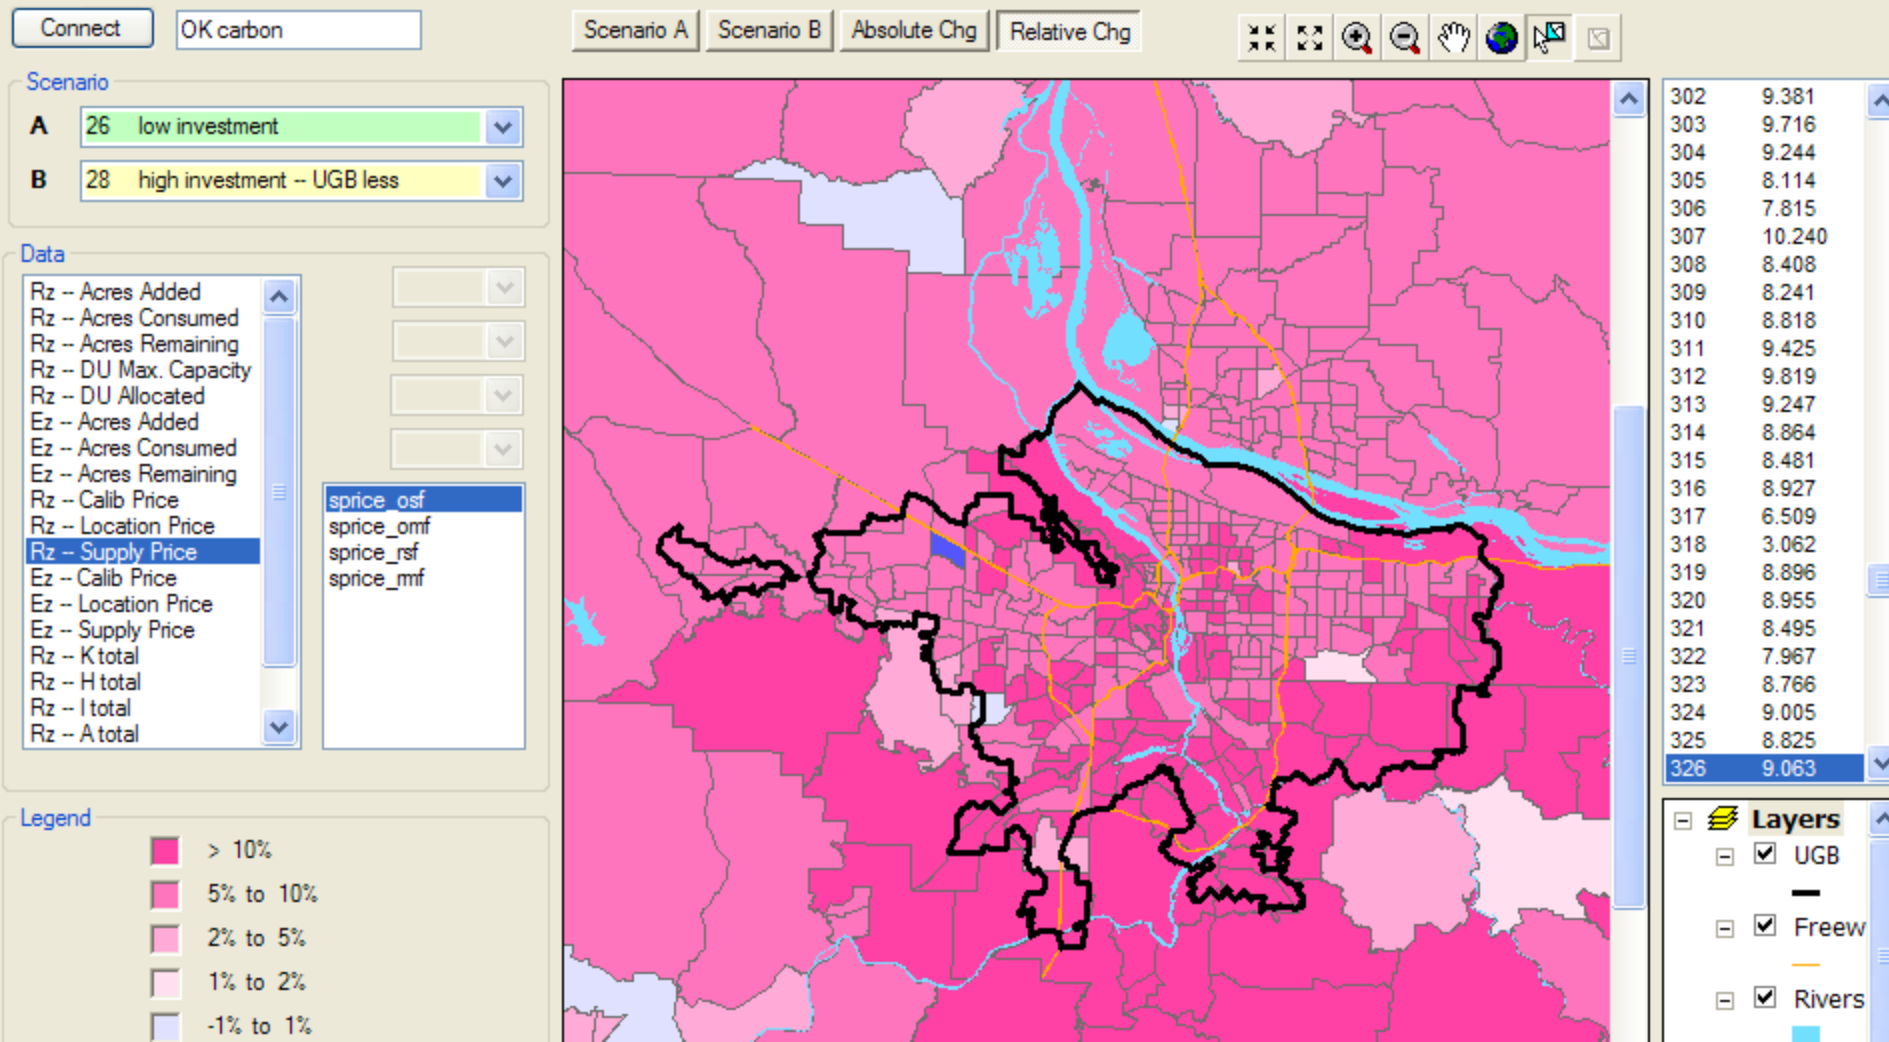 Connect
OK carbon
Scenario A
Scenario B
Absolute Chg
Relative Chg
Scenario
A
26 low investment
B
28 high investment -- UGB less
Data
Rz -- Acres Added
Rz -- Acres Consumed
Rz -- Acres Remaining
Rz -- DU Max. Capacity
Rz -- DU Allocated
Ez -- Acres Added
Ez -- Acres Consumed
Ez -- Acres Remaining
Rz -- Calib Price
Rz -- Location Price
Rz -- Supply Price
Ez -- Calib Price
Ez -- Location Price
Ez -- Supply Price
Rz -- K total
Rz -- H total
Rz -- I total
Rz -- A total
sprice_osf
sprice_omf
sprice_rsf
sprice_rmf
Legend
> 10%
5% to 10%
2% to 5%
1% to 2%
-1% to 1%
302 9.381
303 9.716
304 9.244
305 8.114
306 7.815
307 10.240
308 8.408
309 8.241
310 8.818
311 9.425
312 9.819
313 9.247
314 8.864
315 8.481
316 8.927
317 6.509
318 3.062
319 8.896
320 8.955
321 8.495
322 7.967
323 8.766
324 9.005
325 8.825
326 9.063
Layers
UGB
Freew
Rivers